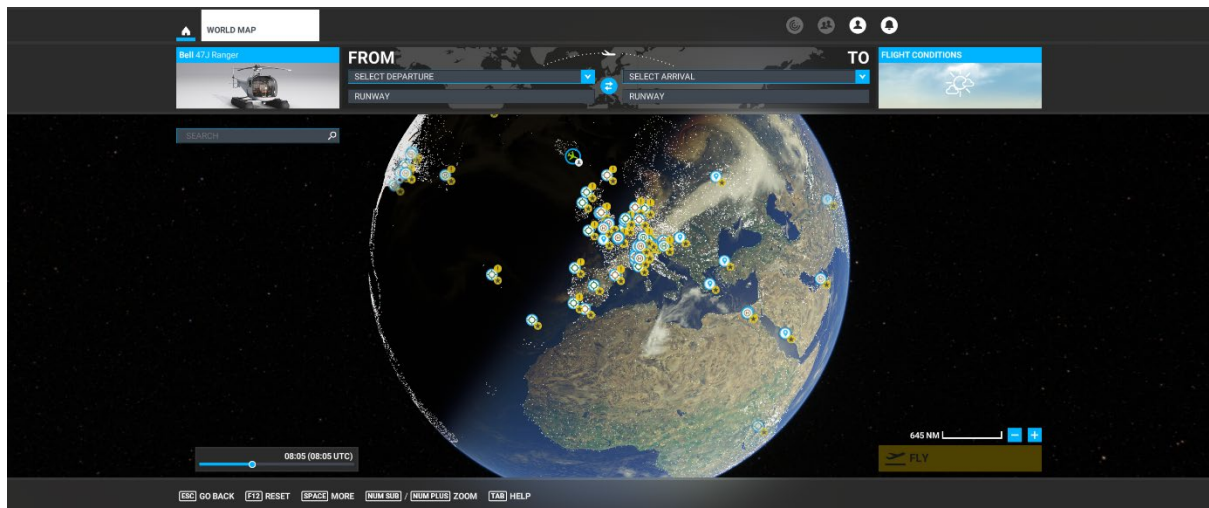 WORLD MAP
Bell 47J Ranger
FROM
TO
SELECT DEPARTURE
SELECT ARRIVAL
RUNWAY
RUNWAY
FLIGHT CONDITIONS
SEARCH
645 NM
FLY
08:05 (08:05 UTC)
ESC GO BACK F12 RESET SPACE MORE NUM SUB / NUM PLUS ZOOM TAB HELP